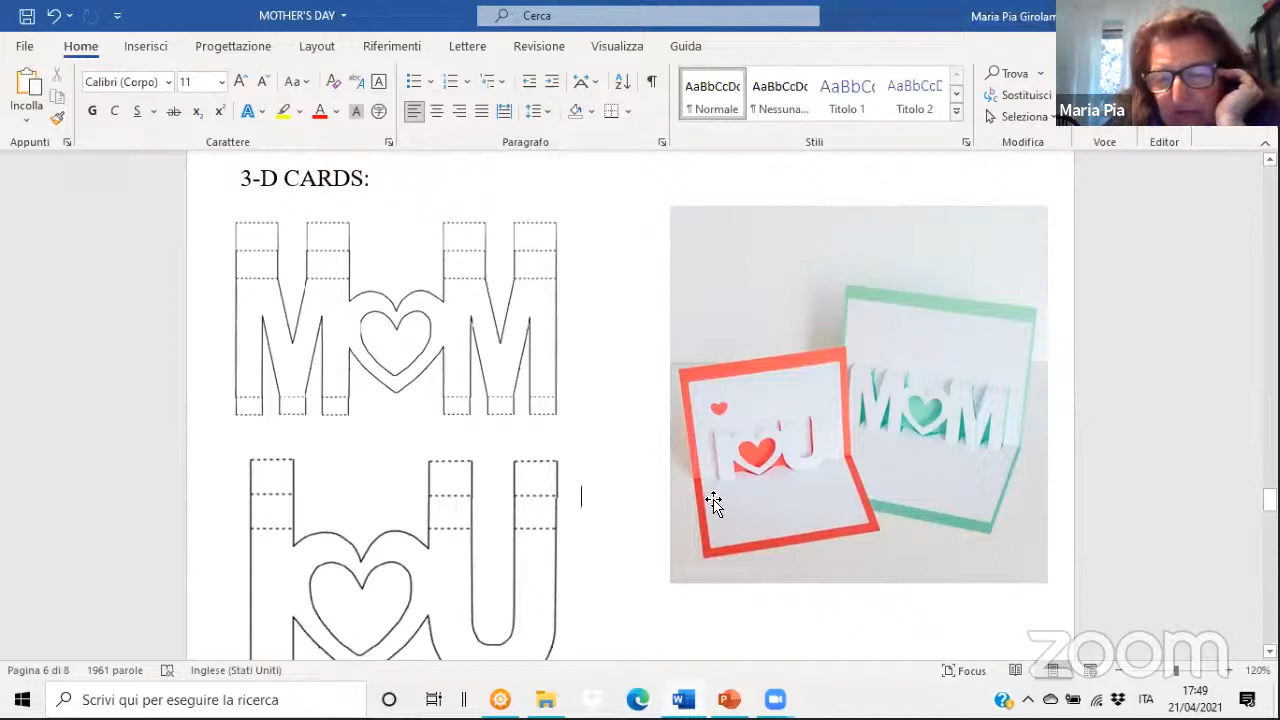 MOTHER'S DAY
Cerca
Maria Pia Girolam
File Home Inserisci Progettazione Layout Riferimenti Lettere Revisione Visualizza Guida
Incolla
Calibri (Corpo) 11
G C S ab
AaBbCcDc AaBbCcDc AaBbCc AaBbCcD
¶ Normale ¶ Nessuna... Titolo 1 Titolo 2
Trova
Sostituisci
Seleziona
Appunti Carattere Paragrafo Stili Modifica Voce Editor
Maria Pia
3-D CARDS:
MOM
I U
I U
MOM
zoom
Pagina 6 di 8 1961 parole Inglese (Stati Uniti) Focus 120%
Scrivi qui per eseguire la ricerca
ITA
17:49
21/04/2021